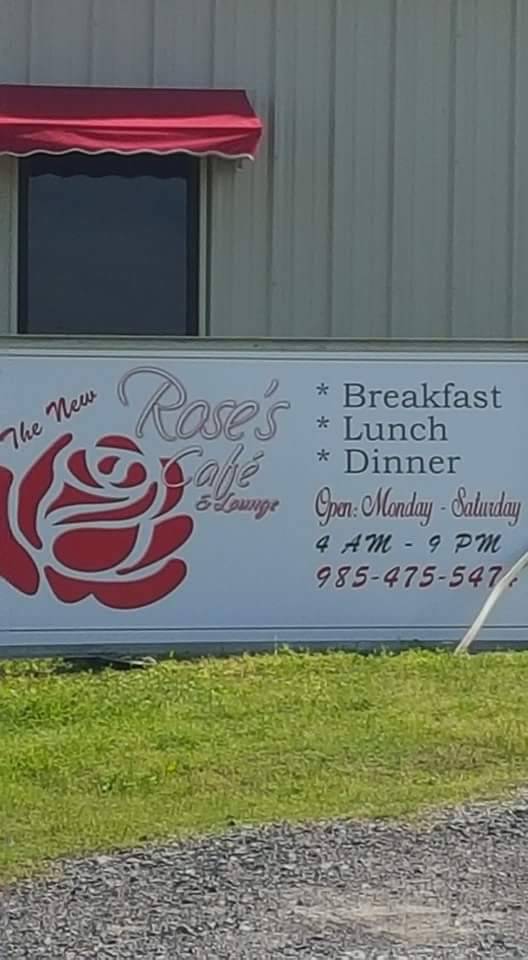 The New
Rose's
Café
& Lounge
* Breakfast
* Lunch
* Dinner
Open: Monday - Saturday
4 AM - 9 PM
985-475-547